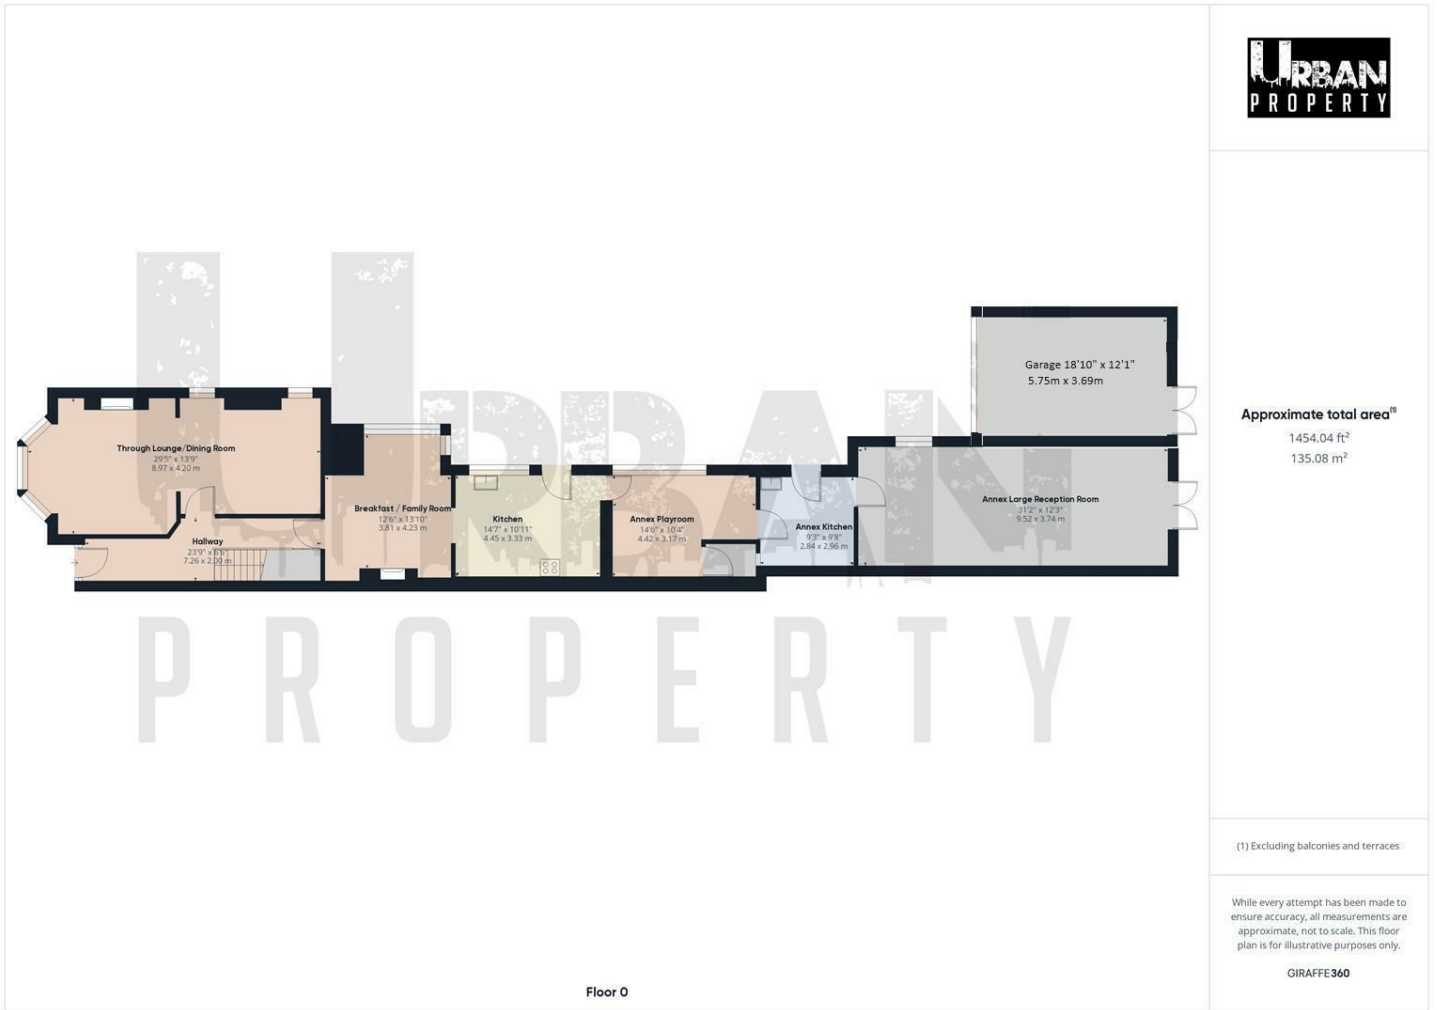 URBAN
PROPERTY
Garage 18'10" x 12'1"
5.75m x 3.69m
Through Lounge/Dining Room
29'5" x 13'9"
8.97 x 4.20 m
Hallway
23'9" x 6'6"
7.26 x 2.00 m
Breakfast / Family Room
12'6" x 13'10"
3.81 x 4.23 m
Kitchen
14'7" x 10'11"
4.45 x 3.33 m
Annex Playroom
14'6" x 10'4"
4.42 x 3.17 m
Annex Kitchen
9'3" x 9'8"
2.84 x 2.96 m
Annex Large Reception Room
31'2" x 12'3"
9.52 x 3.74 m
URBAN
PROPERTY
Floor 0
Approximate total area(1)
1454.04 ft²
135.08 m²
(1) Excluding balconies and terraces
While every attempt has been made to
ensure accuracy, all measurements are
approximate, not to scale. This floor
plan is for illustrative purposes only.
GIRAFFE360